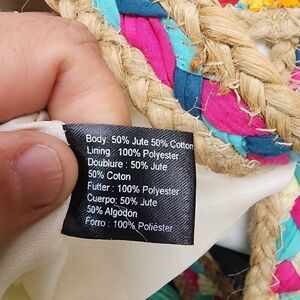 Body: 50% Jute 50% Cotton
Lining : 100% Polyester
Doublure : 50% Jute
50% Coton
Futter : 100% Polyester
Cuerpo: 50% Jute
50% Algodón
Forro : 100% Poliéster